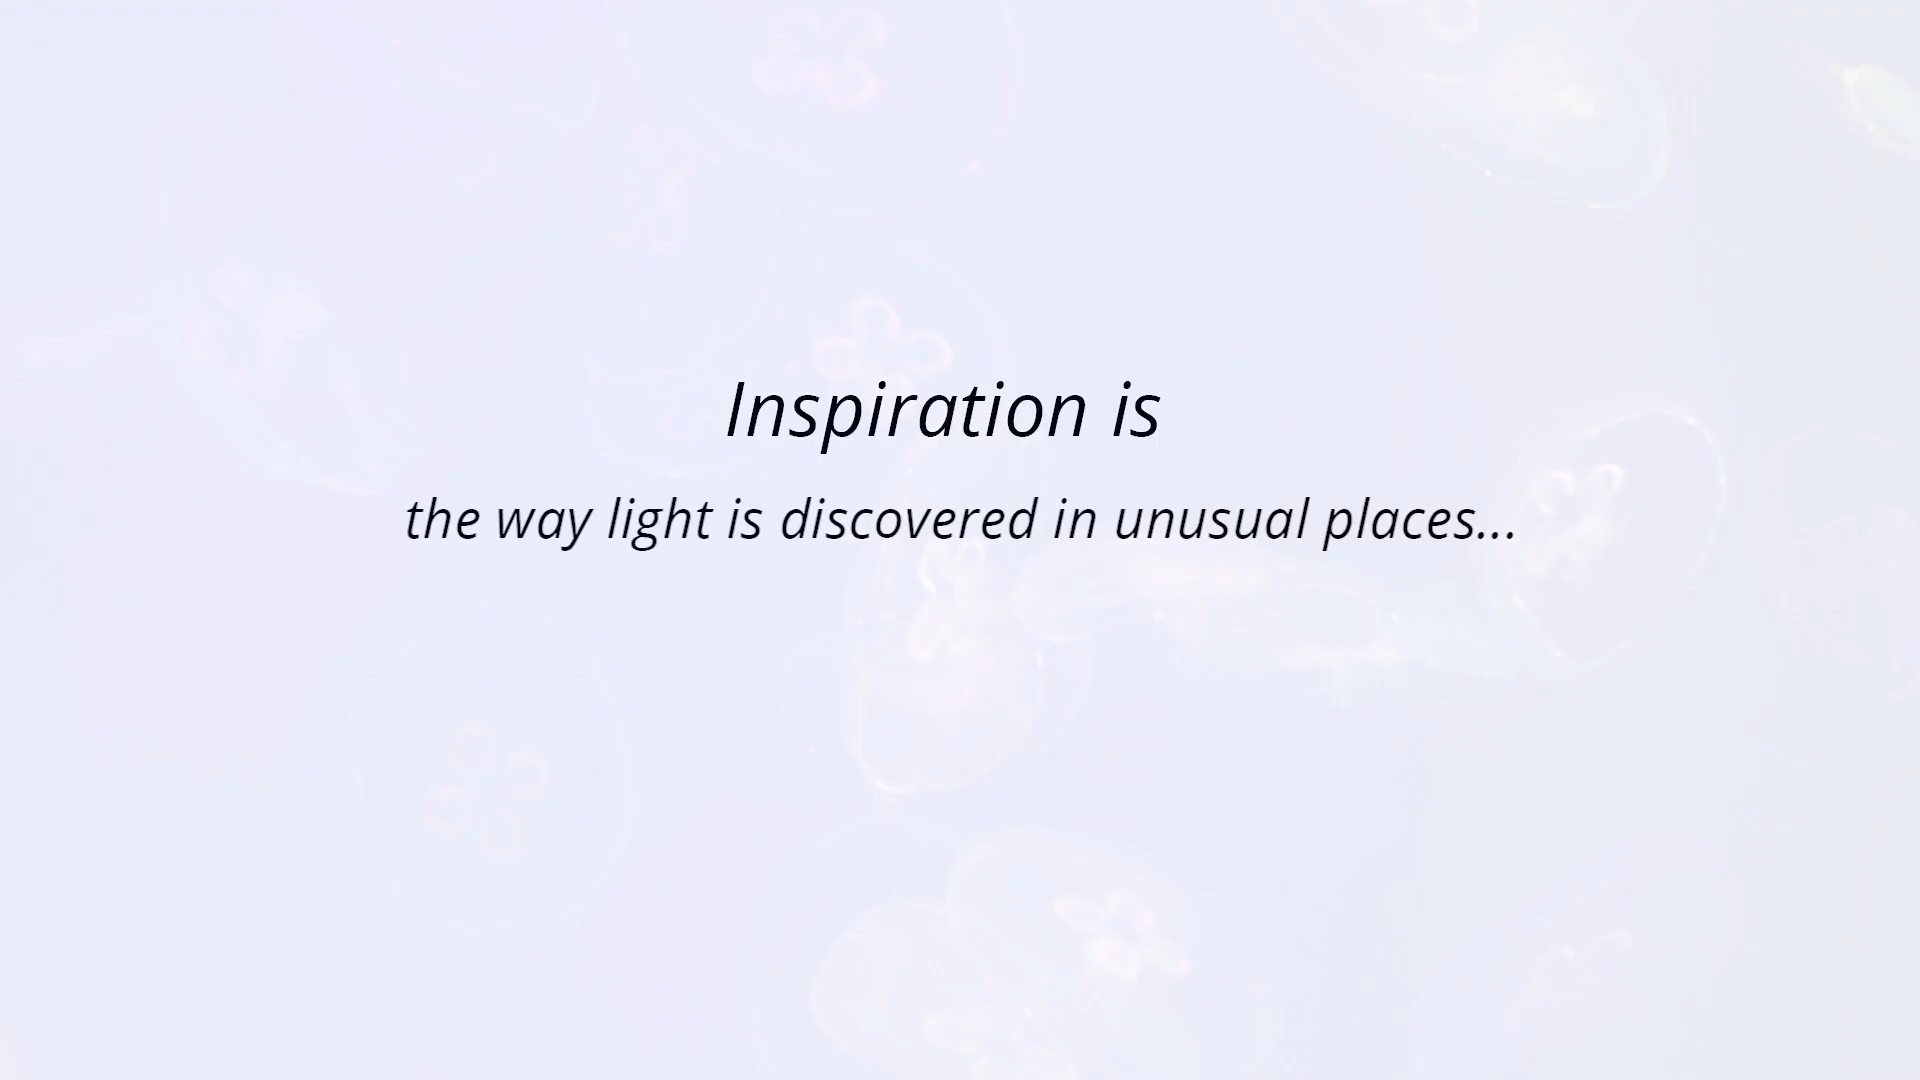 Inspiration is
the way light is discovered in unusual places...